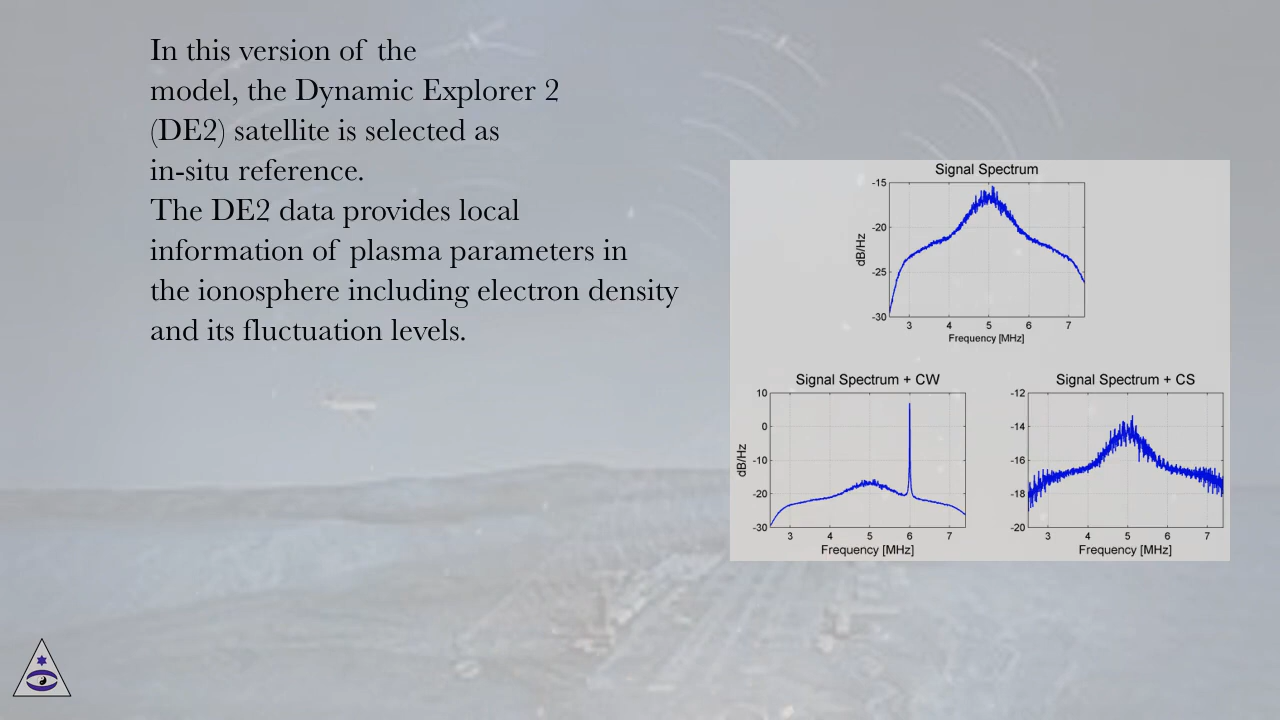 In this version of the
model, the Dynamic Explorer 2
(DE2) satellite is selected as
in-situ reference.
The DE2 data provides local
information of plasma parameters in
the ionosphere including electron density
and its fluctuation levels.
Signal Spectrum
-15
-20
-25
-30
dB/Hz
3 4 5 6 7
Frequency [MHz]
Signal Spectrum + CW
10
0
-10
-20
-30
dB/Hz
3 4 5 6 7
Frequency [MHz]
Signal Spectrum + CS
-12
-14
-16
-18
-20
3 4 5 6 7
Frequency [MHz]